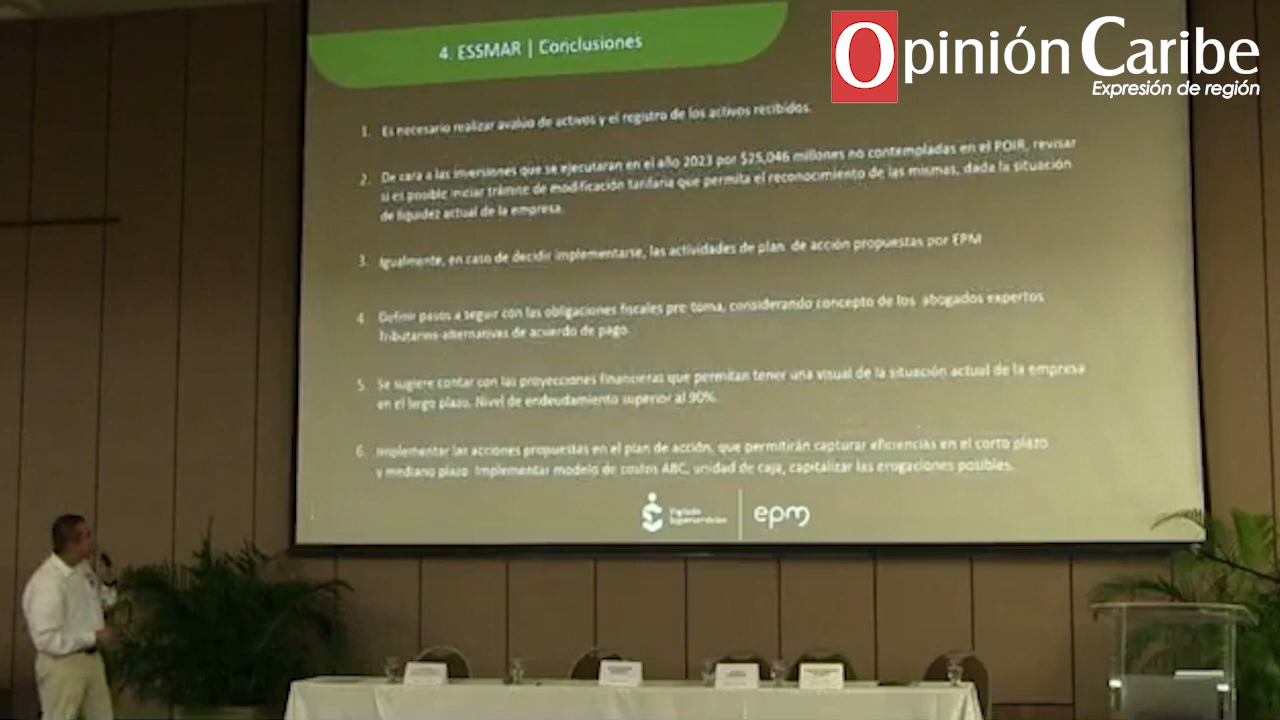 Opinión Caribe
Expresión de región
4. ESSMAR | Conclusiones
1. Es necesario realizar avalúo de activos y el registro de los activos recibidos.
2. De cara a las inversiones que se ejecutaran en el año 2023 por $25,046 millones no contempladas en el POIR, revisar
si es posible iniciar trámite de modificación tarifaria que permita el reconocimiento de las mismas, dada la situación
de liquidez actual de la empresa.
3. Igualmente, en caso de decidir implementarse, las actividades de plan de acción propuestas por EPM
4. Definir pasos a seguir con las obligaciones fiscales pre toma, considerando concepto de los abogados expertos
Tributarios-alternativas de acuerdo de pago.
5. Se sugiere contar con las proyecciones financieras que permitan tener una visual de la situación actual de la empresa
en el largo plazo. Nivel de endeudamiento superior al 90%.
6. Implementar las acciones propuestas en el plan de acción, que permitirán capturar eficiencias en el corto plazo
y mediano plazo. Implementar modelo de costos ABC, unidad de caja, capitalizar las erogaciones posibles.
Vigilado
Superservicios
epm